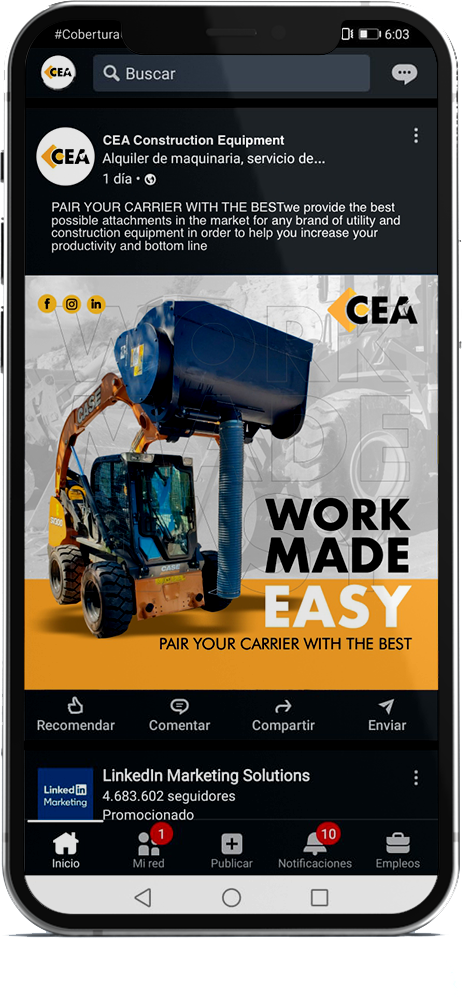 #Cobertura
6:03
CEA
Buscar
CEA
CEA Construction Equipment
Alquiler de maquinaria, servicio de...
1 día •
PAIR YOUR CARRIER WITH THE BESTwe provide the best
possible attachments in the market for any brand of utility and
construction equipment in order to help you increase your
productivity and bottom line
CEA
WORK
MADE
CASE
CASE
WORK
MADE
EASY
PAIR YOUR CARRIER WITH THE BEST
Recomendar
Comentar
Compartir
Enviar
LinkedIn Marketing Solutions
4.683.602 seguidores
Promocionado
Linked in
Marketing
1
10
Inicio
Mi red
Publicar
Notificaciones
Empleos